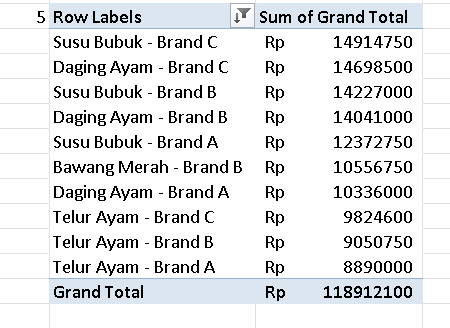 5 Row Labels Sum of Grand Total
Susu Bubuk - Brand C Rp 14914750
Daging Ayam - Brand C Rp 14698500
Susu Bubuk - Brand B Rp 14227000
Daging Ayam - Brand B Rp 14041000
Susu Bubuk - Brand A Rp 12372750
Bawang Merah - Brand B Rp 10556750
Daging Ayam - Brand A Rp 10336000
Telur Ayam - Brand C Rp 9824600
Telur Ayam - Brand B Rp 9050750
Telur Ayam - Brand A Rp 8890000
Grand Total Rp 118912100